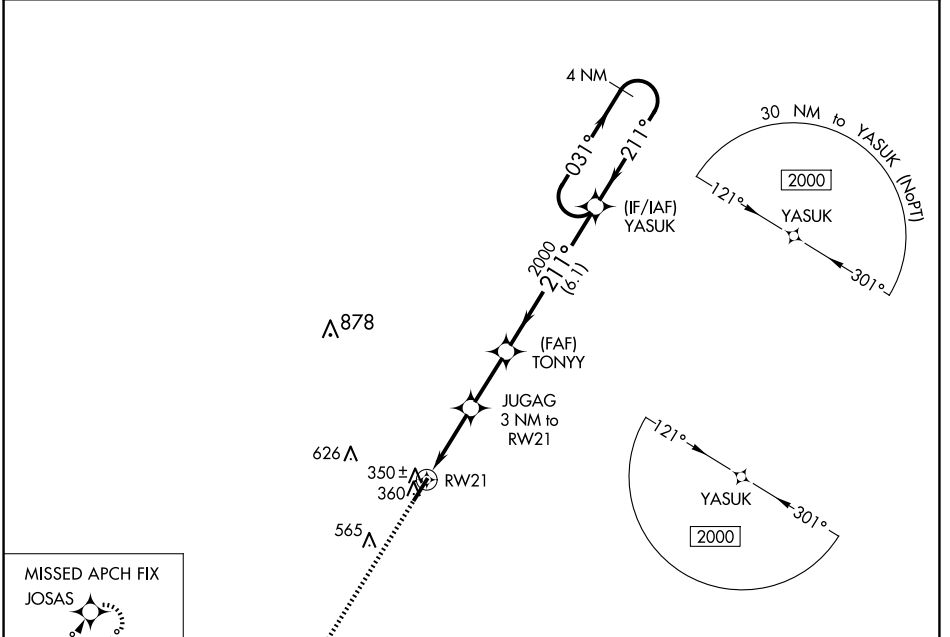 4 NM
031°
211°
(IF/IAF)
YASUK
30 NM to YASUK (NoPT)
2000
121°
YASUK
301°
2000
211°
(6.1)
878
(FAF)
TONYY
JUGAG
3 NM to
RW21
626
350 ±
360
RW21
565
121°
YASUK
301°
2000
MISSED APCH FIX
JOSAS